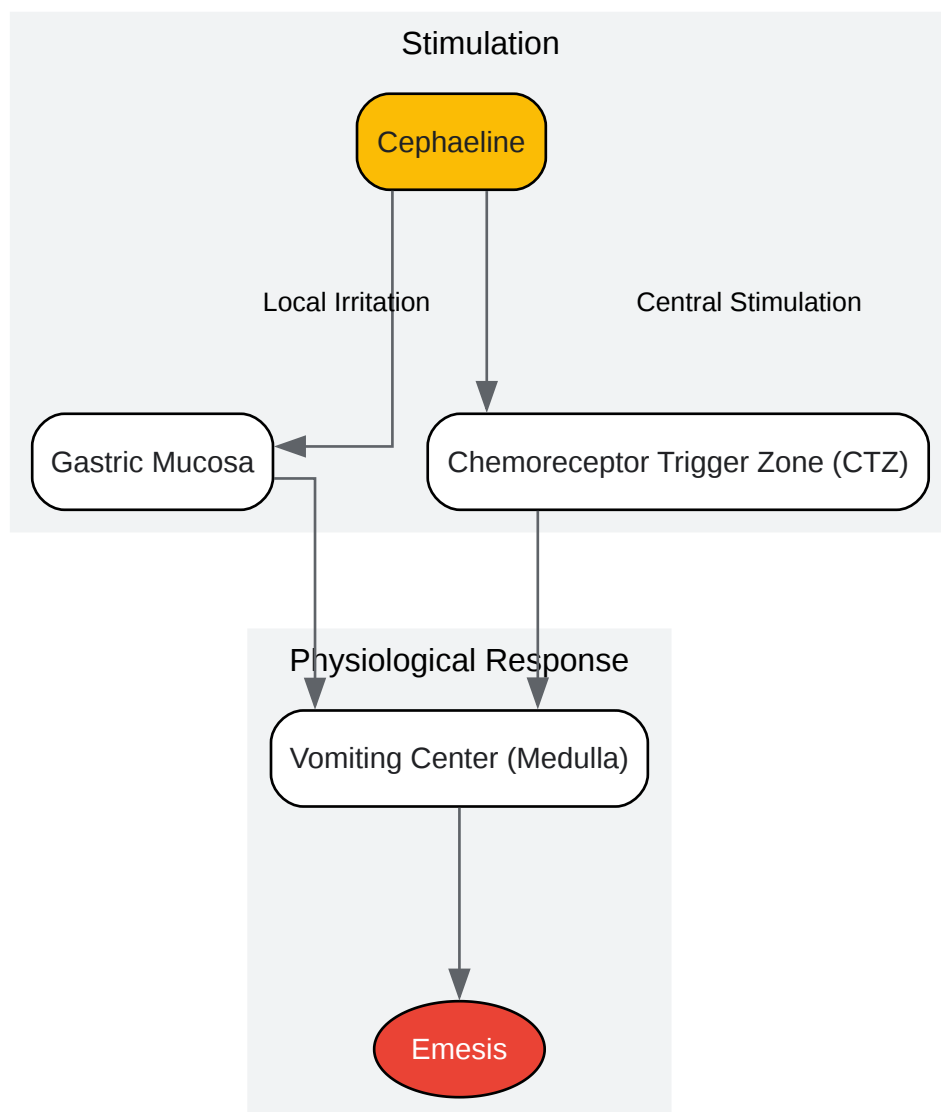 Stimulation
Cephaeline
Local Irritation
Central Stimulation
Gastric Mucosa
Chemoreceptor Trigger Zone (CTZ)
Physiological Response
Vomiting Center (Medulla)
Emesis